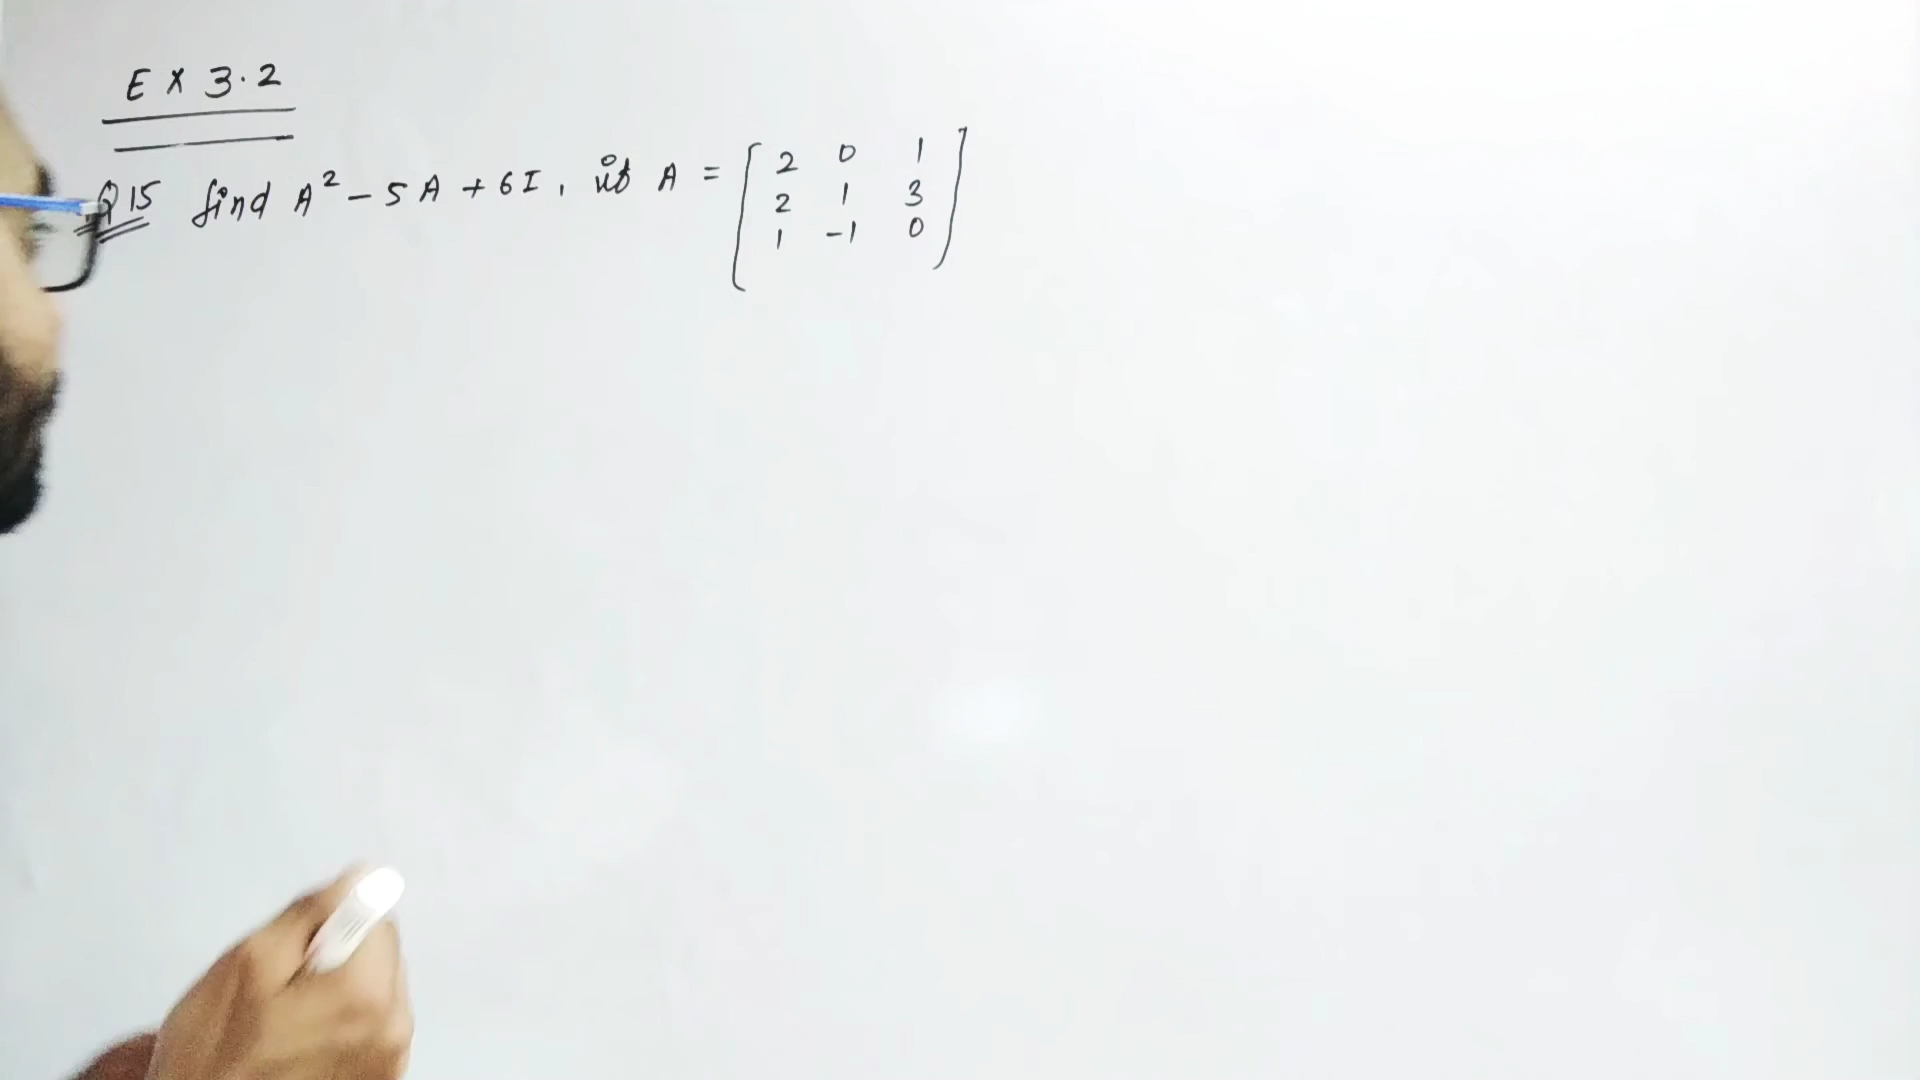 Ex 3.2
Q15 find A² - 5A + 6I, if A = [ 2 0 1
2 1 3
1 -1 0 ]